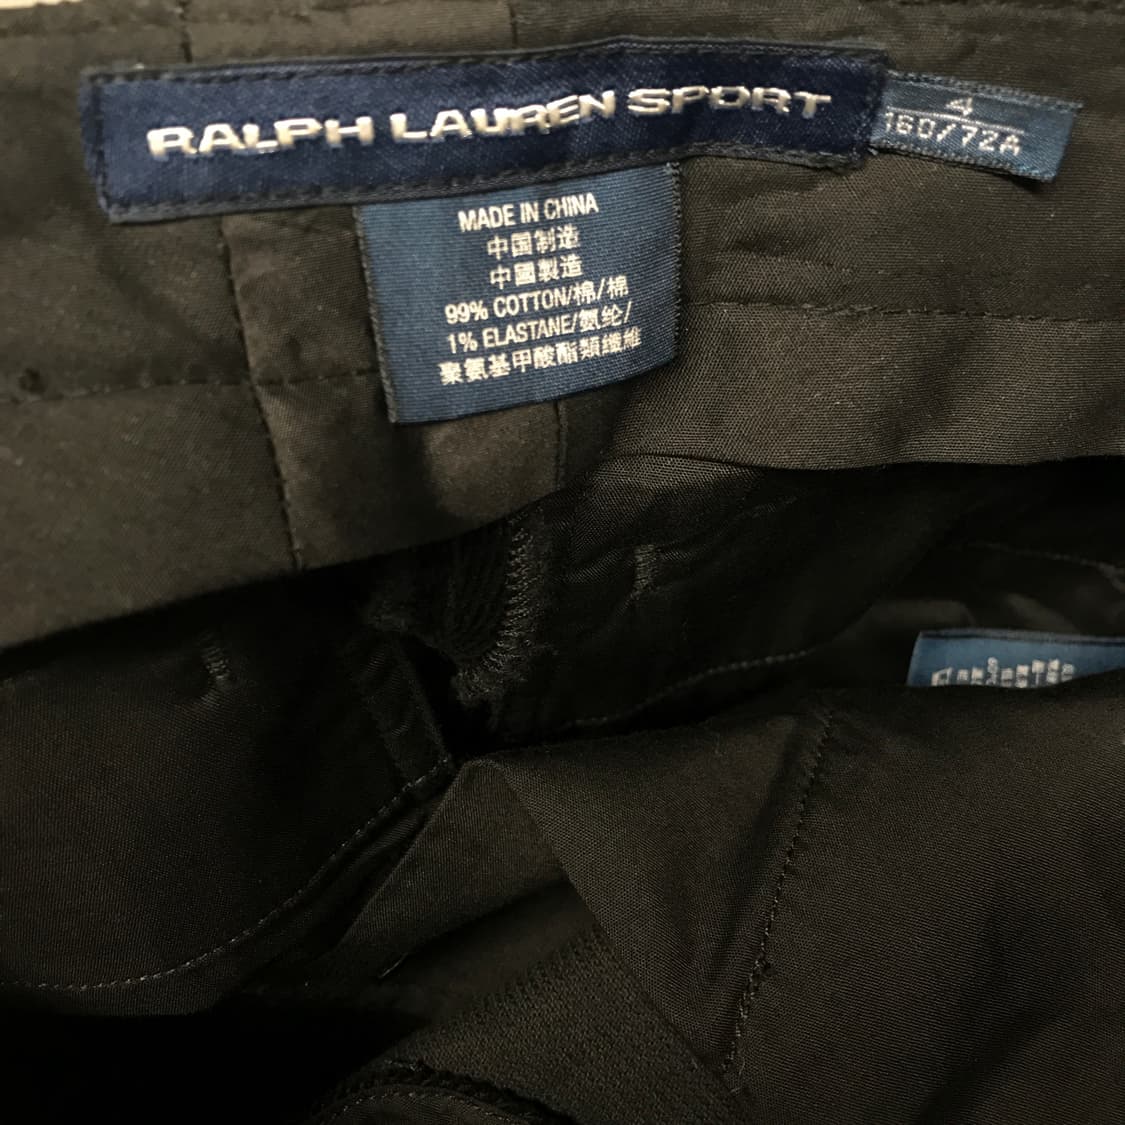 RALPH LAUREN SPORT
4
160/72A
MADE IN CHINA
中国制造
中國製造
99% COTTON/棉/棉
1% ELASTANE/氨纶/
聚氨基甲酸酯類纖維